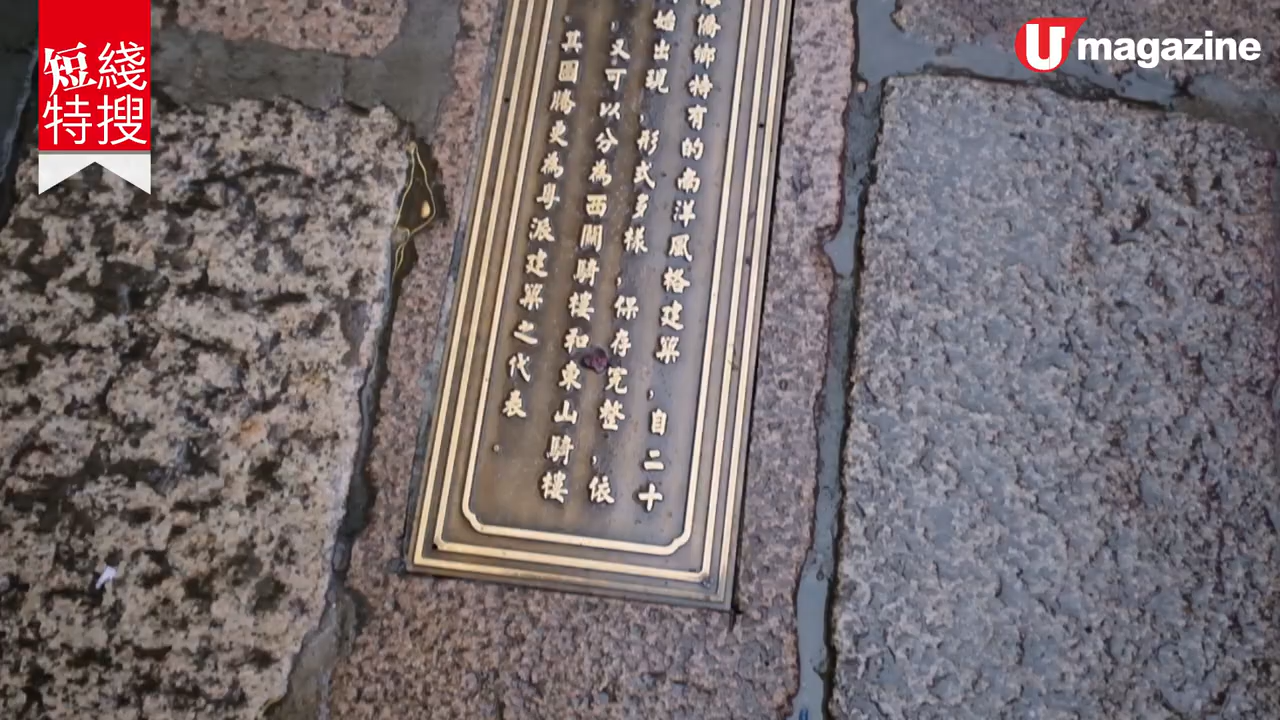 短綫
特搜
U magazine
僑鄉特有的南洋風格建築，自二十
始出現，形式多樣，保存完整，依
，又可以分為西關騎樓和東山騎樓
。其圖騰更為粵派建築之代表。